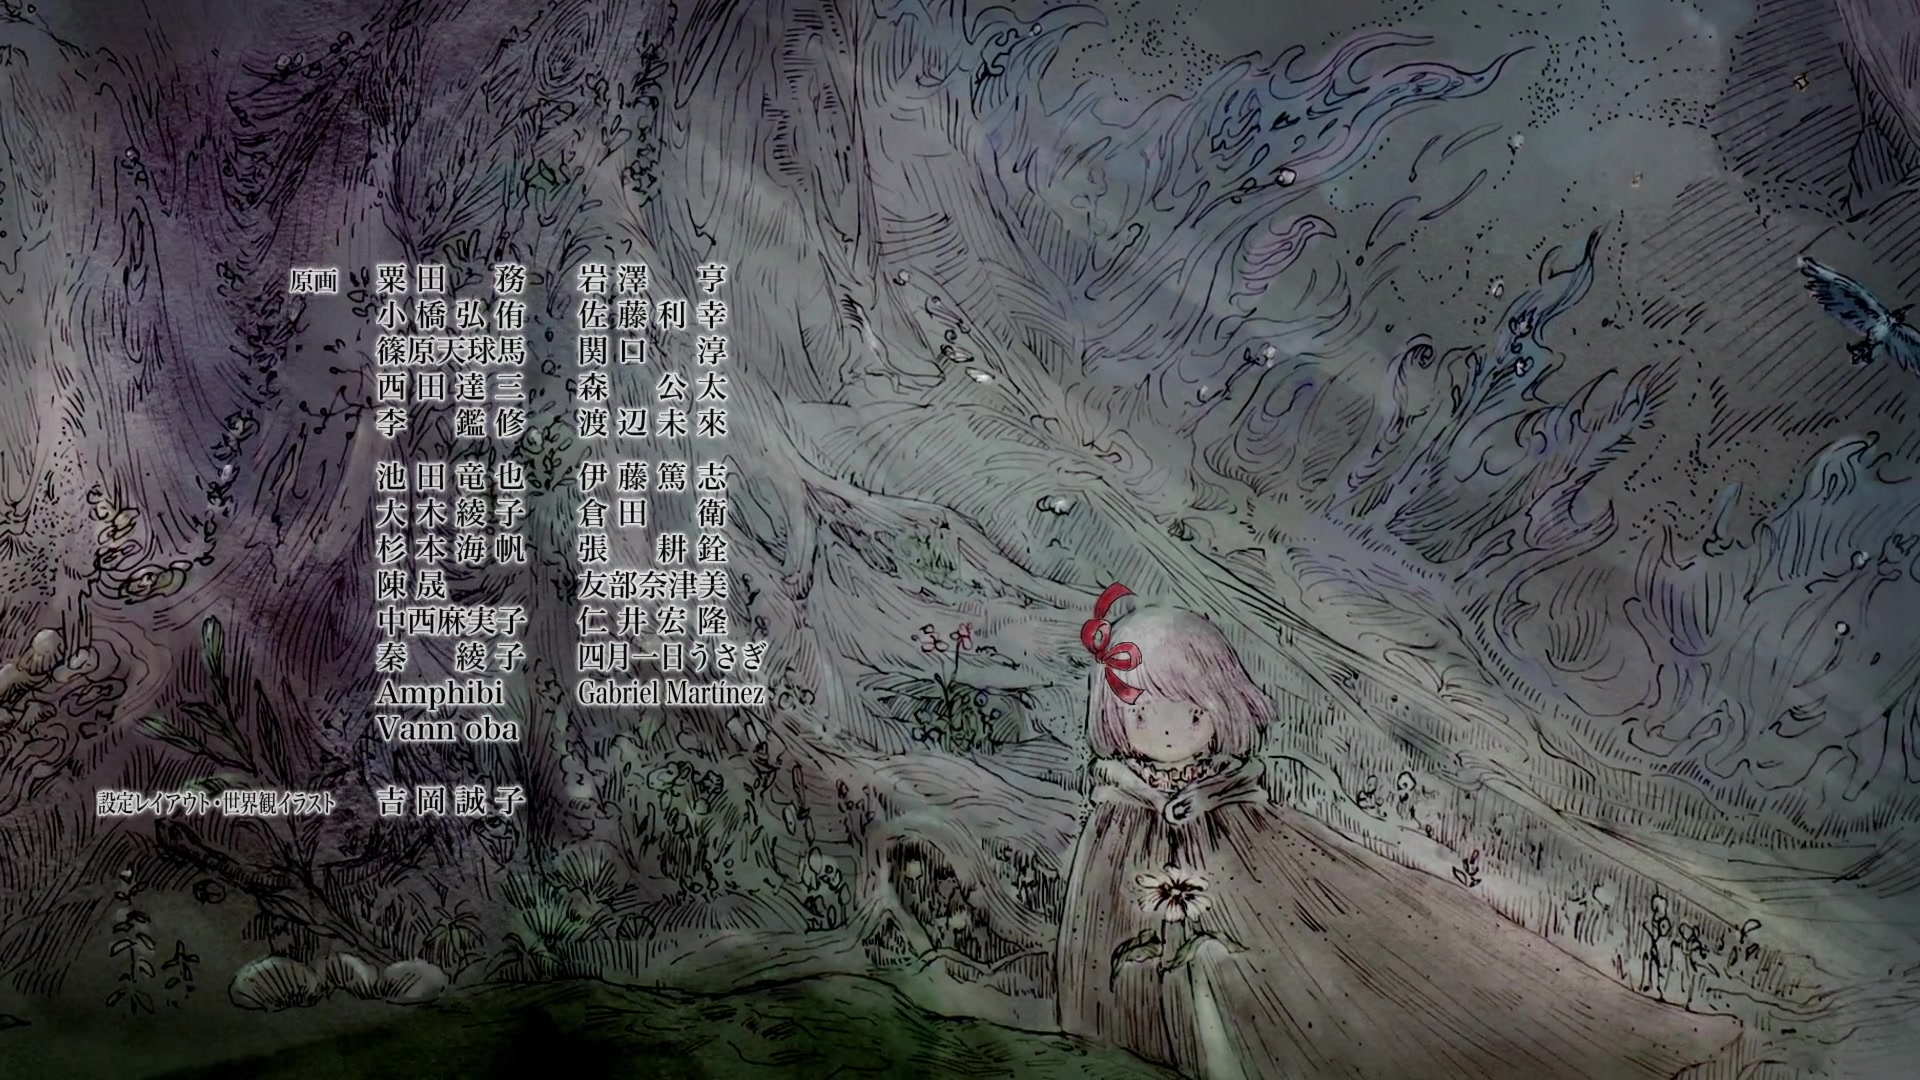 原画 粟田 務 岩澤 亨
小橋弘侑 佐藤利幸
篠原天球馬 関口 淳
西田達三 森 公太
李 鑑修 渡辺未來
池田竜也 伊藤篤志
大木綾子 倉田 衛
杉本海帆 張 耕銓
陳晟 友部奈津美
中西麻実子 仁井宏隆
秦 綾子 四月一日うさぎ
Amphibi Gabriel Martínez
Vann oba
設定レイアウト・世界観イラスト 吉岡誠子